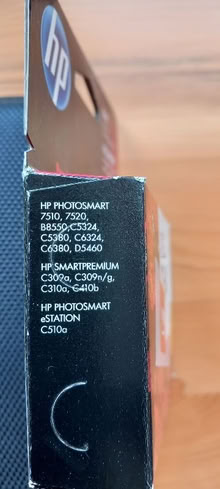 hp
HP PHOTOSMART
7510, 7520,
B8550,C5324,
C5380, C6324,
C6380, D5460
HP SMARTPREMIUM
C309a, C309n/g,
C310a, C410b
HP PHOTOSMART
eSTATION
C510a